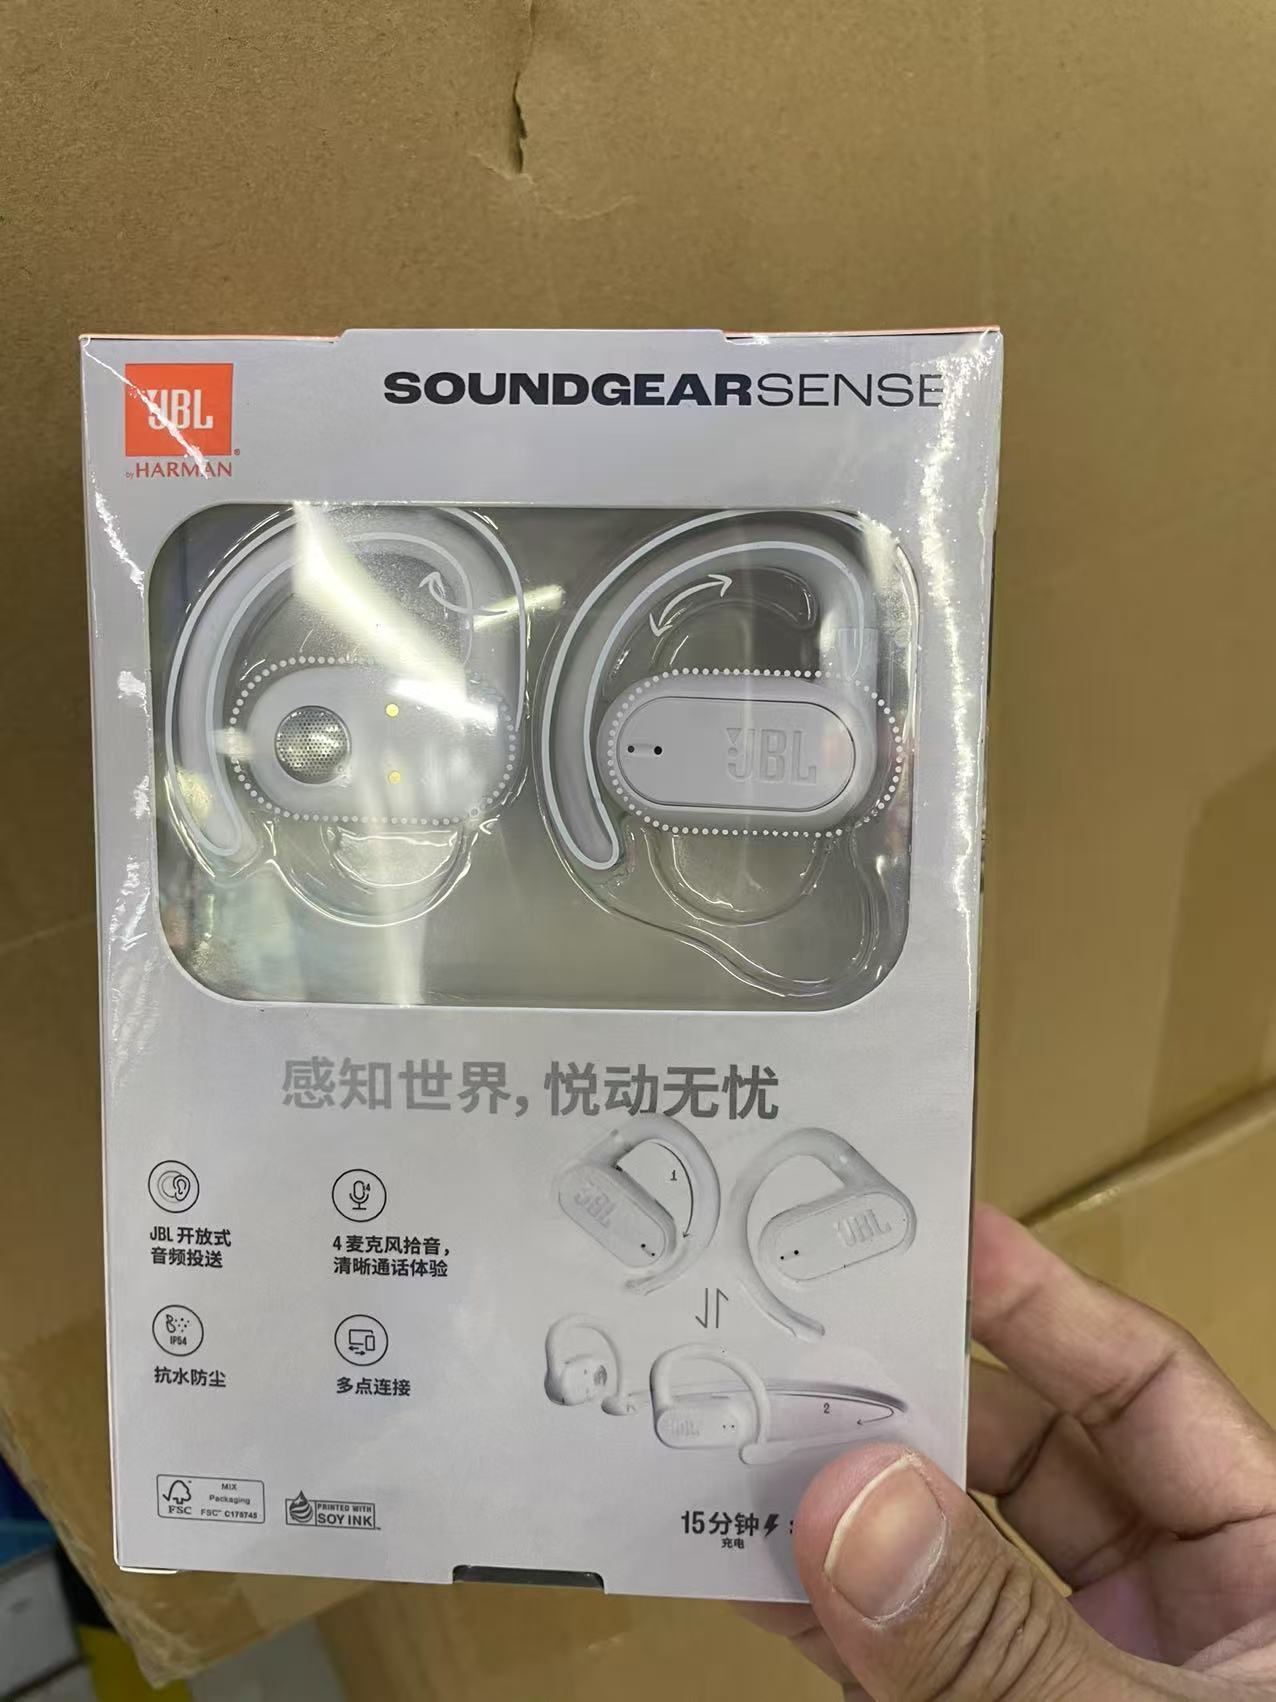 JBL
by HARMAN
SOUNDGEARSENSE
JBL
感知世界，悦动无忧
JBL 开放式
音频投送
4
4麦克风拾音，
清晰通话体验
IP54
抗水防尘
多点连接
1
JBL
JBL
2
JBL
FSC
MIX
Packaging
FSC™ C178745
PRINTED WITH
SOY INK
15分钟
充电